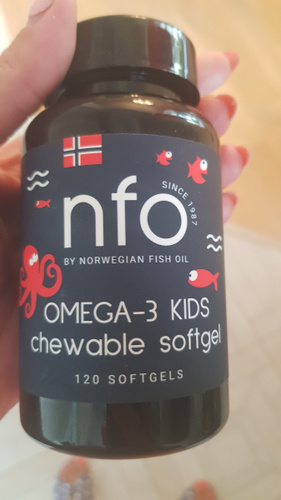 SINCE 1987
nfo
BY NORWEGIAN FISH OIL
OMEGA-3 KIDS
chewable softgel
120 SOFTGELS